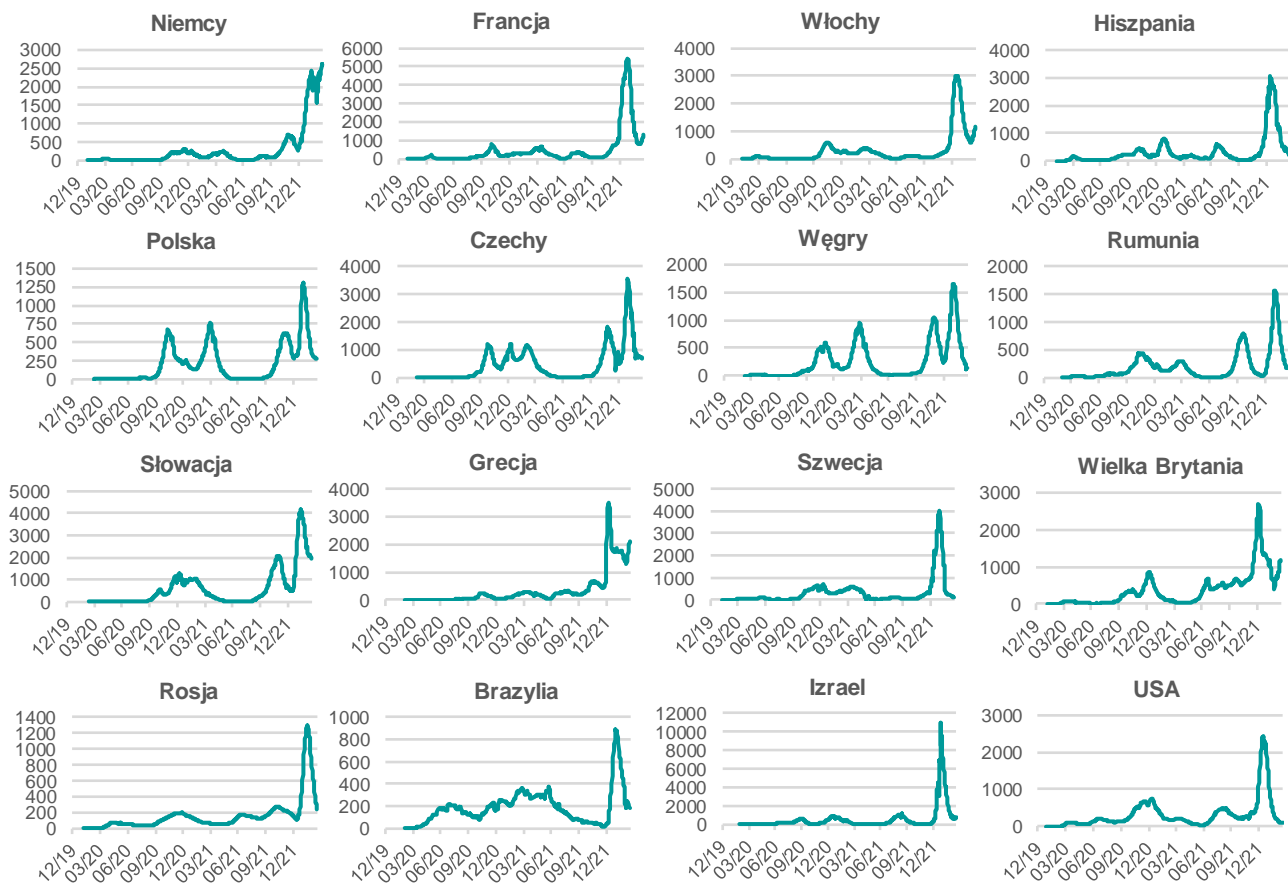 Niemcy
3000
2500
2000
1500
1000
500
0
12/19 03/20 06/20 09/20 12/20 03/21 06/21 09/21 12/21
Francja
6000
5000
4000
3000
2000
1000
0
12/19 03/20 06/20 09/20 12/20 03/21 06/21 09/21 12/21
Włochy
4000
3000
2000
1000
0
12/19 03/20 06/20 09/20 12/20 03/21 06/21 09/21 12/21
Hiszpania
4000
3000
2000
1000
0
12/19 03/20 06/20 09/20 12/20 03/21 06/21 09/21 12/21
Polska
1500
1250
1000
750
500
250
0
12/19 03/20 06/20 09/20 12/20 03/21 06/21 09/21 12/21
Czechy
4000
3000
2000
1000
0
12/19 03/20 06/20 09/20 12/20 03/21 06/21 09/21 12/21
Węgry
2000
1500
1000
500
0
12/19 03/20 06/20 09/20 12/20 03/21 06/21 09/21 12/21
Rumunia
2000
1500
1000
500
0
12/19 03/20 06/20 09/20 12/20 03/21 06/21 09/21 12/21
Słowacja
5000
4000
3000
2000
1000
0
12/19 03/20 06/20 09/20 12/20 03/21 06/21 09/21 12/21
Grecja
4000
3000
2000
1000
0
12/19 03/20 06/20 09/20 12/20 03/21 06/21 09/21 12/21
Szwecja
5000
4000
3000
2000
1000
0
12/19 03/20 06/20 09/20 12/20 03/21 06/21 09/21 12/21
Wielka Brytania
3000
2000
1000
0
12/19 03/20 06/20 09/20 12/20 03/21 06/21 09/21 12/21
Rosja
1400
1200
1000
800
600
400
200
0
12/19 03/20 06/20 09/20 12/20 03/21 06/21 09/21 12/21
Brazylia
1000
800
600
400
200
0
12/19 03/20 06/20 09/20 12/20 03/21 06/21 09/21 12/21
Izrael
12000
10000
8000
6000
4000
2000
0
12/19 03/20 06/20 09/20 12/20 03/21 06/21 09/21 12/21
USA
3000
2000
1000
0
12/19 03/20 06/20 09/20 12/20 03/21 06/21 09/21 12/21